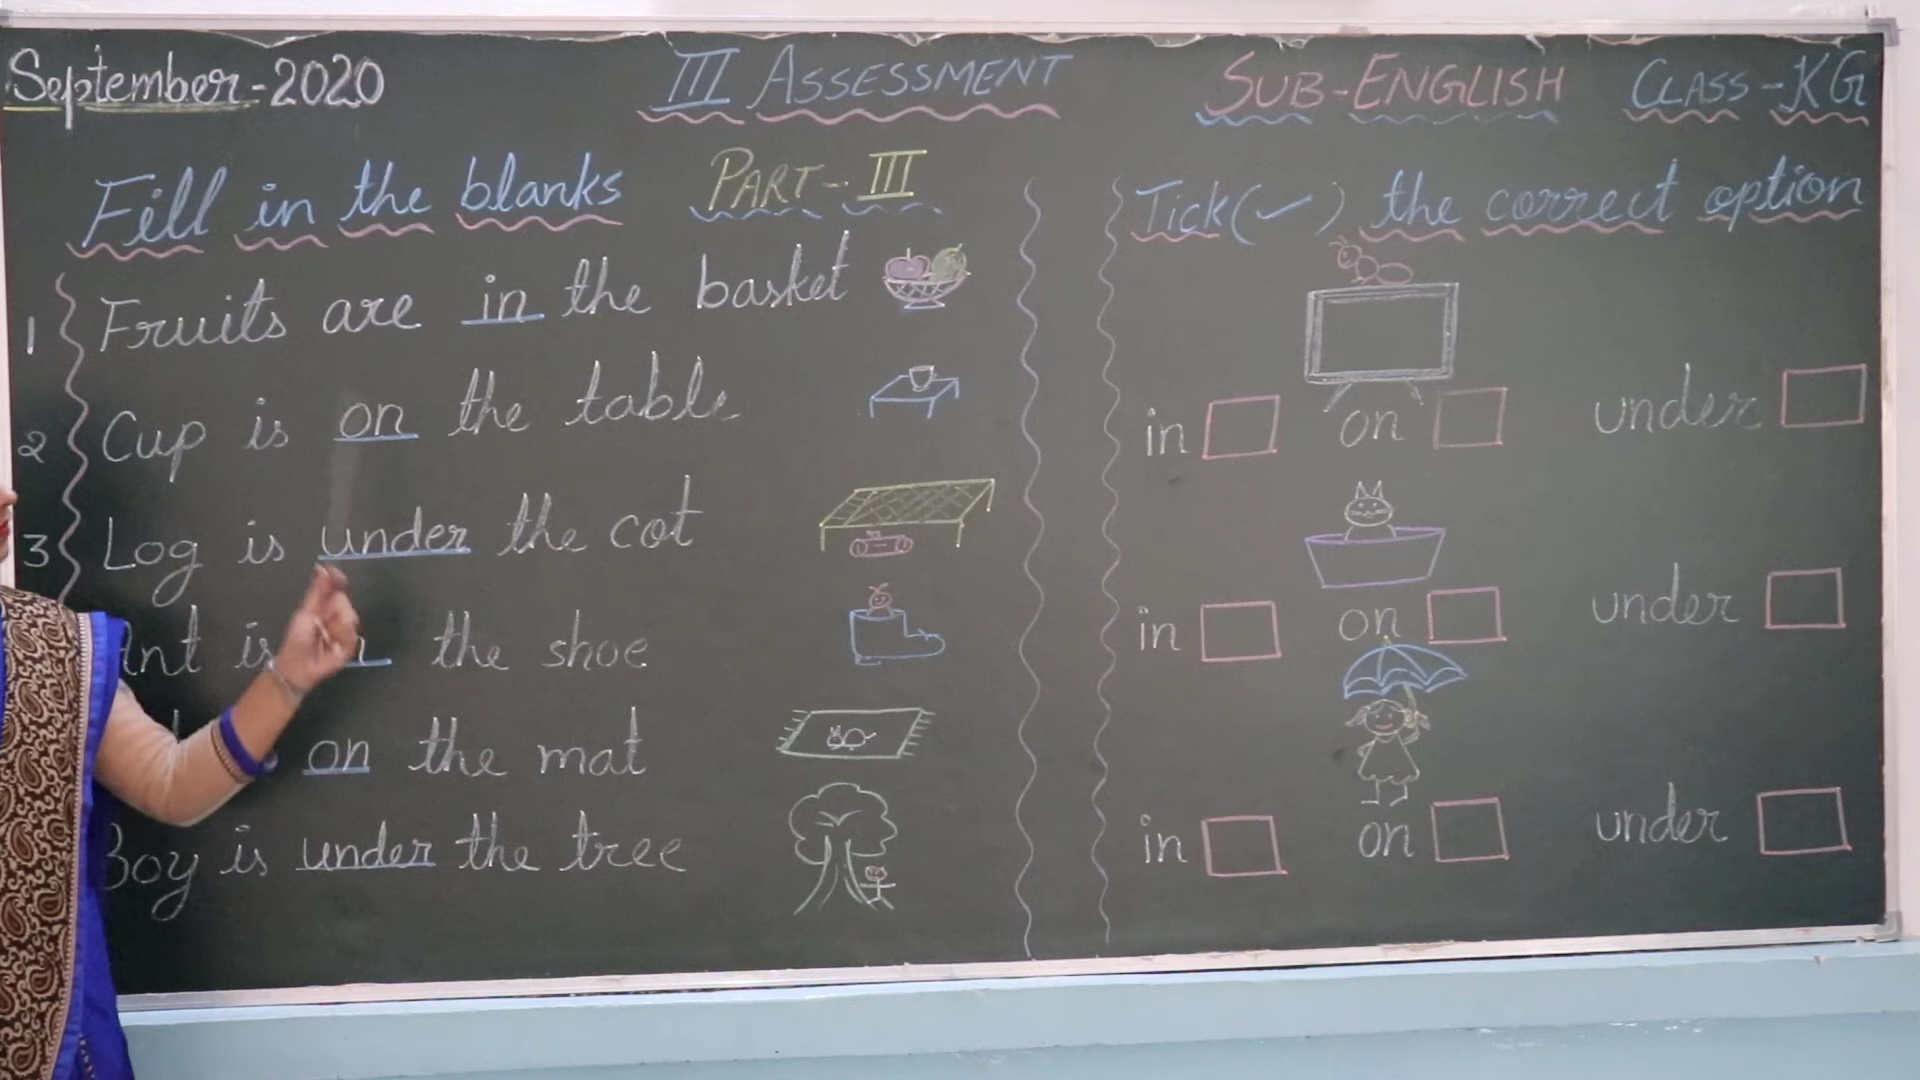 September-2020 III ASSESSMENT SUB-ENGLISH CLASS-KG
Fill in the blanks PART-III
1 Fruits are in the basket
2 Cup is on the table
3 Log is under the cot
Ant is the shoe
on the mat
Boy is under the tree
Tick(✓) the correct option
in on under
in on under
in on under